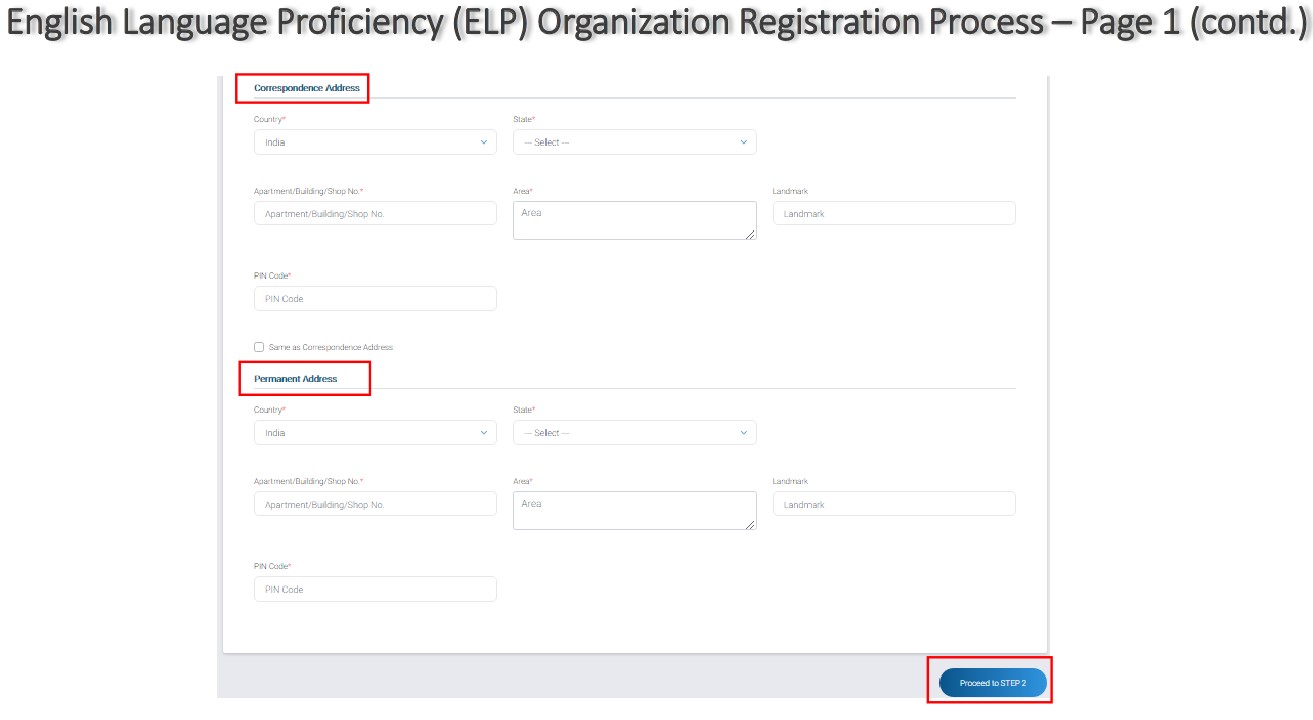 English Language Proficiency (ELP) Organization Registration Process – Page 1 (contd.)
Correspondence Address
Country* State*
India --- Select ---
Apartment/Building/Shop No.* Area* Landmark
Apartment/Building/Shop No. Area Landmark
PIN Code*
PIN Code
Same as Correspondence Address
Permanent Address
Country* State*
India --- Select ---
Apartment/Building/Shop No.* Area* Landmark
Apartment/Building/Shop No. Area Landmark
PIN Code*
PIN Code
Proceed to STEP 2